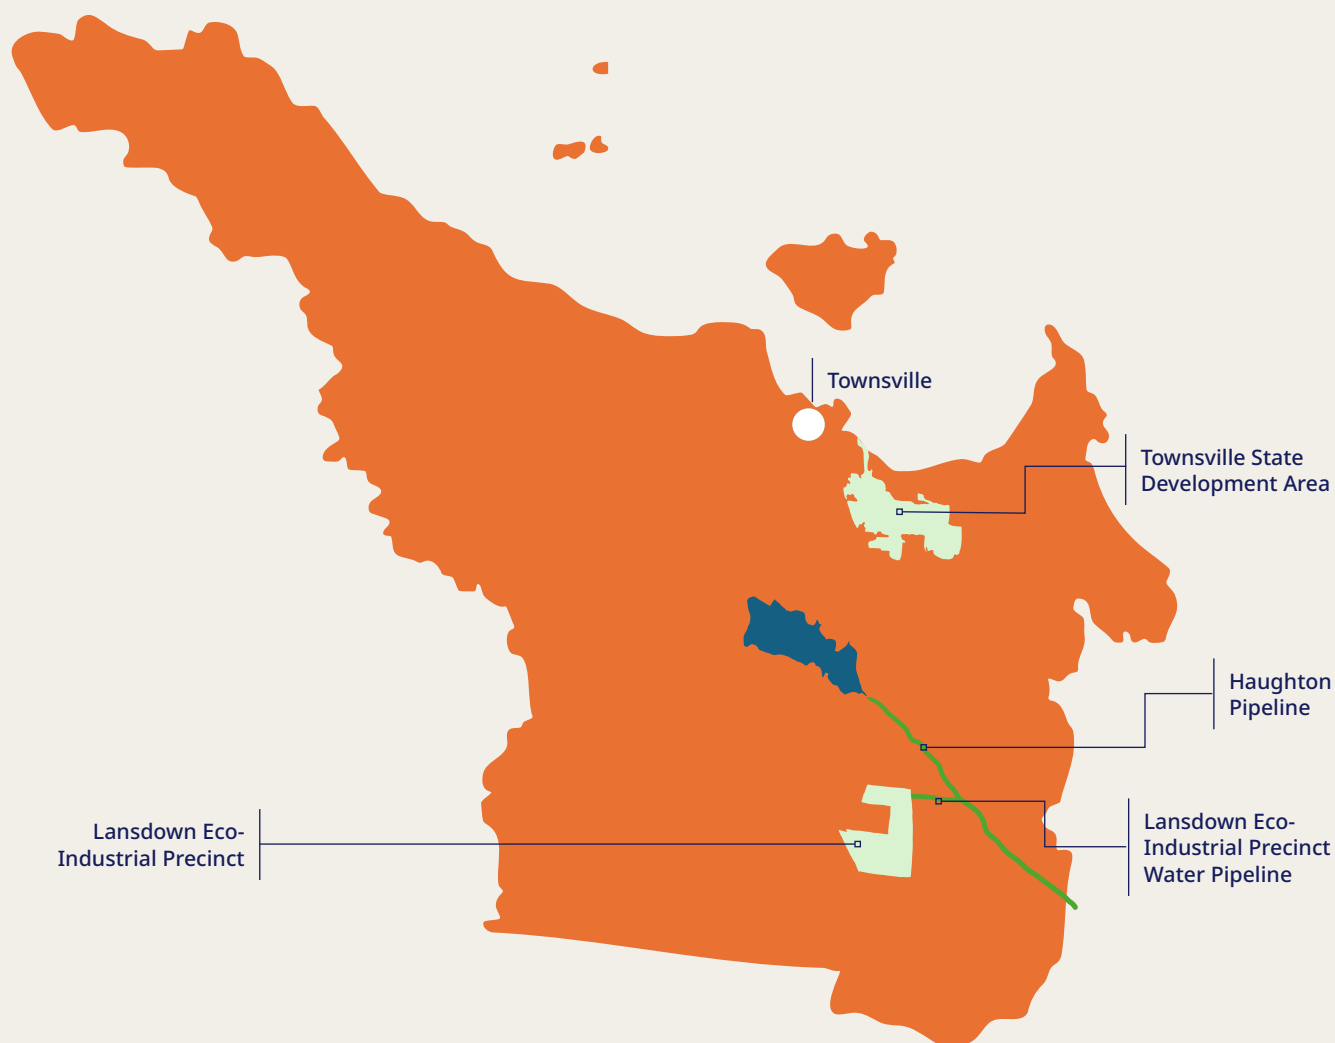 Townsville
Townsville State
Development Area
Haughton
Pipeline
Lansdown Eco-
Industrial Precinct
Lansdown Eco-
Industrial Precinct
Water Pipeline